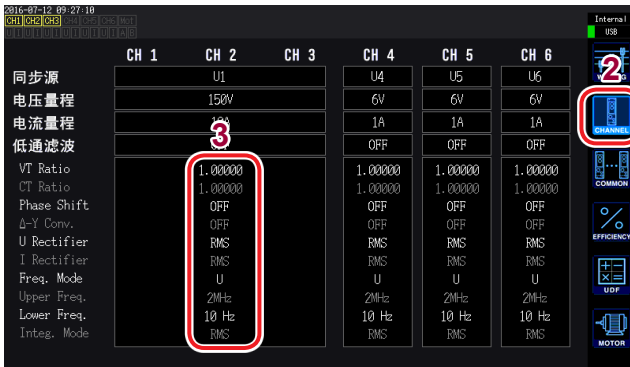 2016-07-12 09:27:10
CH1 CH2 CH3 CH4 CH5 CH6 Mot
U I U I U I U I U I U I A B
Internal
USB
CH 1 CH 2 CH 3 CH 4 CH 5 CH 6
2
同步源 U1 U4 U5 U6
电压量程 150V 6V 6V 6V
CHANNEL
电流量程 1A 1A 1A
3
低通滤波 OFF OFF OFF
VT Ratio 1.00000 1.00000 1.00000 1.00000
CT Ratio 1.00000 1.00000 1.00000 1.00000
COMMON
Phase Shift OFF OFF OFF OFF
Δ-Y Conv. OFF OFF OFF OFF
EFFICIENCY
U Rectifier RMS RMS RMS RMS
I Rectifier RMS RMS RMS RMS
Freq. Mode U U U U
UDF
Upper Freq. 2MHz 2MHz 2MHz 2MHz
Lower Freq. 10 Hz 10 Hz 10 Hz 10 Hz
Integ. Mode RMS RMS RMS RMS
MOTOR